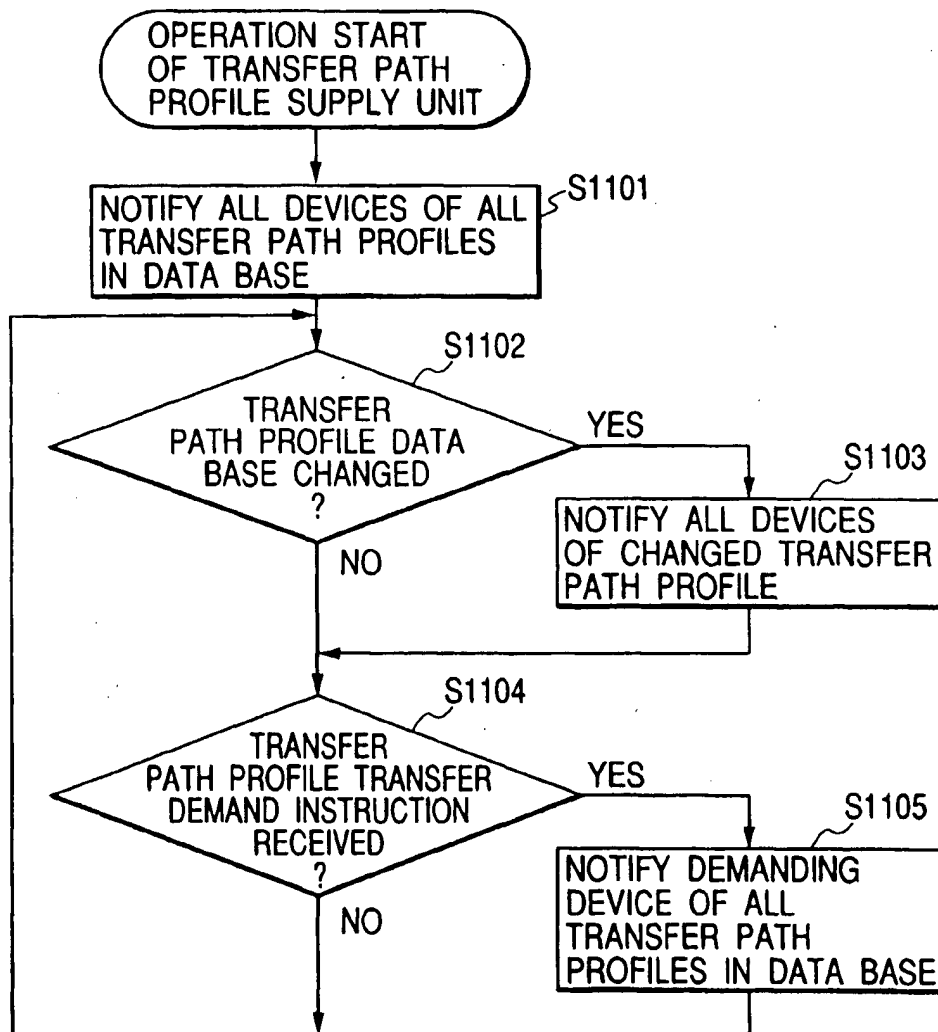 OPERATION START
OF TRANSFER PATH
PROFILE SUPPLY UNIT
S1101
NOTIFY ALL DEVICES OF ALL
TRANSFER PATH PROFILES
IN DATA BASE
S1102
TRANSFER
PATH PROFILE DATA
BASE CHANGED
?
YES
NO
S1103
NOTIFY ALL DEVICES
OF CHANGED TRANSFER
PATH PROFILE
S1104
TRANSFER
PATH PROFILE TRANSFER
DEMAND INSTRUCTION
RECEIVED
?
YES
NO
S1105
NOTIFY DEMANDING
DEVICE OF ALL
TRANSFER PATH
PROFILES IN DATA BASE